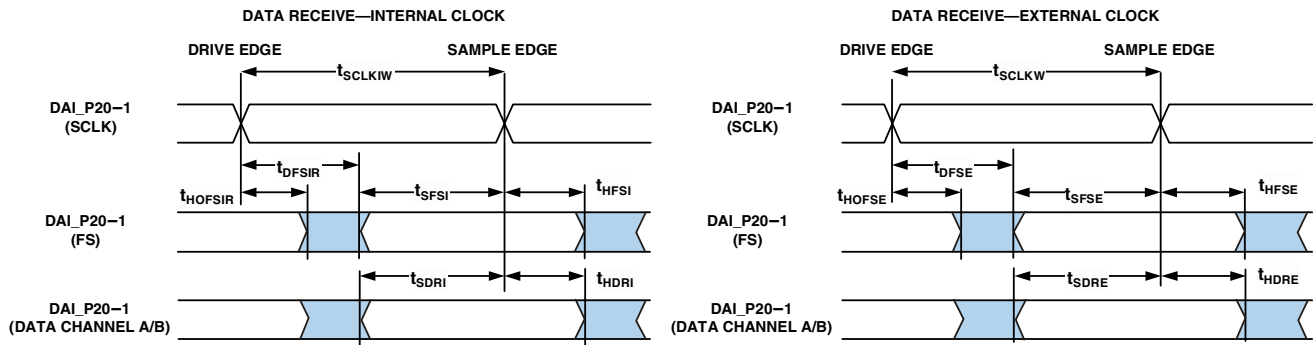 DATA RECEIVE—INTERNAL CLOCK
DRIVE EDGE
SAMPLE EDGE
tSCLKIW
DAI_P20–1
(SCLK)
tDFSIR
tHOFSIR
tSFSI
tHFSI
DAI_P20–1
(FS)
tSDRI
tHDRI
DAI_P20–1
(DATA CHANNEL A/B)
DATA RECEIVE—EXTERNAL CLOCK
DRIVE EDGE
SAMPLE EDGE
tSCLKW
DAI_P20–1
(SCLK)
tDFSE
tHOFSE
tSFSE
tHFSE
DAI_P20–1
(FS)
tSDRE
tHDRE
DAI_P20–1
(DATA CHANNEL A/B)